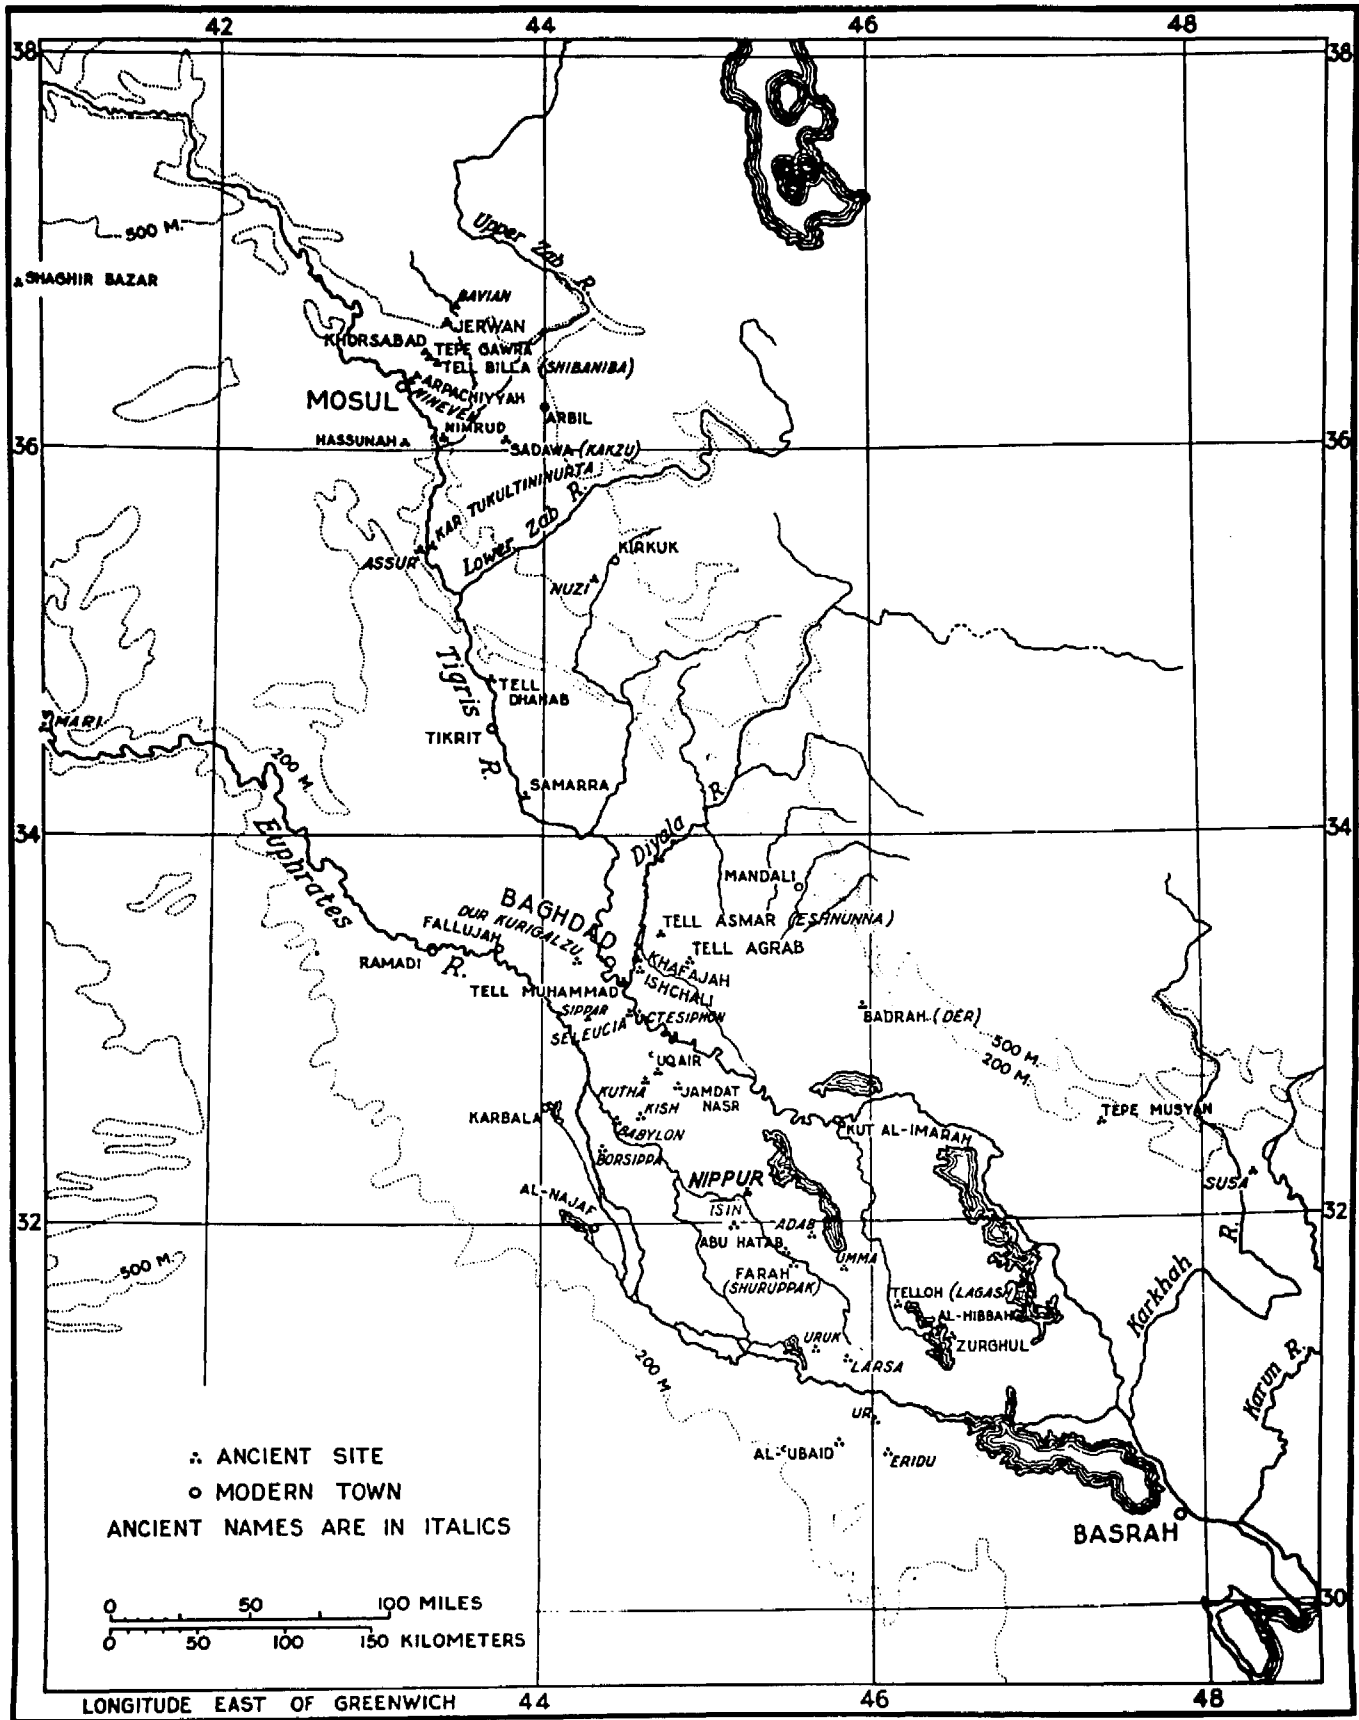 42 44 46 48
38 38
500 M.
Upper Zab R.
SHAGHIR BAZAR
BAVIAN
JERWAN
KHORSABAD
TEPE GAWRA
TELL BILLA (SHIBANIBA)
ARPACHIYYAH
NINEVEH
MOSUL
ARBIL
NIMRUD
HASSUNAH
36 36
SADAWA (KAKZU)
KAR TUKULTININURTA
Lower Zab R.
ASSUR
KIRKUK
NUZI
Tigris R.
TELL
DHAHAB
MARI
TIKRIT
200 M.
SAMARRA
34 34
Euphrates R.
Diyala R.
MANDALI
BAGHDAD
DUR KURIGALZU
FALLUJAH
TELL ASMAR (ESHNUNNA)
TELL AGRAB
RAMADI
KHAFAJAH
ISHCHALI
TELL MUHAMMAD
SIPPAR
SELEUCIA
CTESIPHON
BADRAH (DER)
500 M.
200 M.
UQAIR
KUTHA
JAMDAT
NASR
KISH
KARBALA
BABYLON
KUT AL-IMARAH
TEPE MUSYAN
BORSIPPA
NIPPUR
SUSA
AL-NAJAF
ISIN
32 32
ADAB
ABU HATAB
UMMA
500 M.
FARAH
(SHURUPPAK)
TELLOH (LAGASH)
AL-HIBBAH
ZURGHUL
Karkhah R.
URUK
LARSA
200 M.
Karun R.
UR
AL-UBAID
ERIDU
∴ ANCIENT SITE
o MODERN TOWN
ANCIENT NAMES ARE IN ITALICS
BASRAH
30
0 50 100 MILES
0 50 100 150 KILOMETERS
LONGITUDE EAST OF GREENWICH 44 46 48